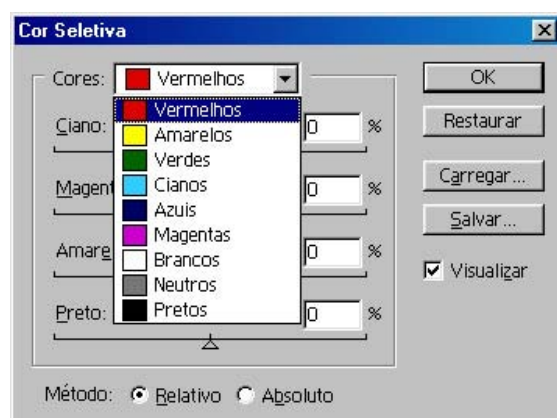 Cor Seletiva
Cores: Vermelhos
OK
Vermelhos
Amarelos
Verdes
Cianos
Azuis
Magentas
Brancos
Neutros
Pretos
Ciano: 0 %
Magent 0 %
Amare 0 %
Preto: 0 %
Restaurar
Carregar...
Salvar...
Visualizar
Método: Relativo Absoluto